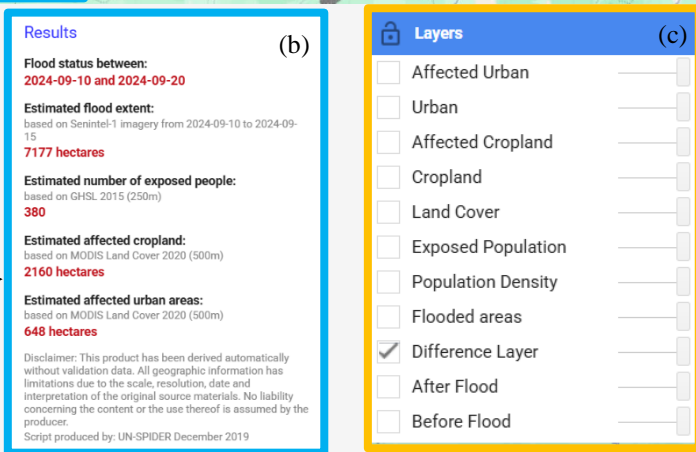 Results
(b)
Flood status between:
2024-09-10 and 2024-09-20
Estimated flood extent:
based on Senintel-1 imagery from 2024-09-10 to 2024-09-
15
7177 hectares
Estimated number of exposed people:
based on GHSL 2015 (250m)
380
Estimated affected cropland:
based on MODIS Land Cover 2020 (500m)
2160 hectares
Estimated affected urban areas:
based on MODIS Land Cover 2020 (500m)
648 hectares
Disclaimer: This product has been derived automatically
without validation data. All geographic information has
limitations due to the scale, resolution, date and
interpretation of the original source materials. No liability
concerning the content or the use thereof is assumed by the
producer.
Script produced by: UN-SPIDER December 2019
Layers
(c)
Affected Urban
Urban
Affected Cropland
Cropland
Land Cover
Exposed Population
Population Density
Flooded areas
Difference Layer
After Flood
Before Flood